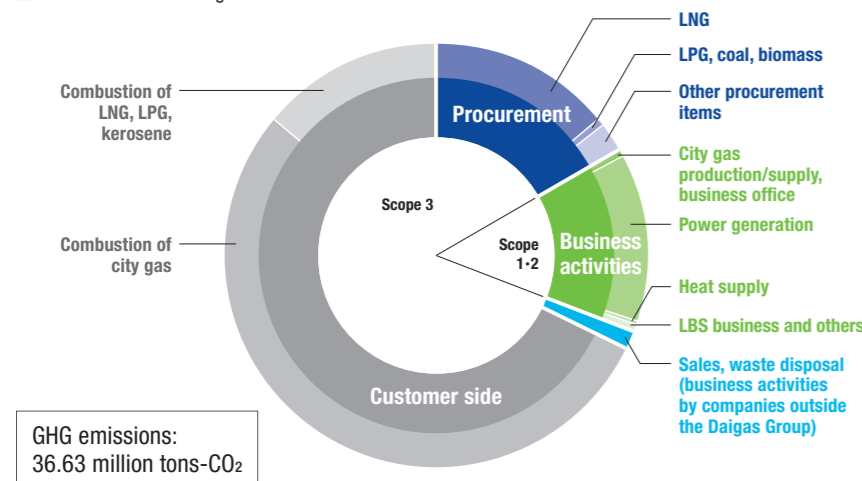 LNG
LPG, coal, biomass
Other procurement
items
City gas
production/supply,
business office
Power generation
Heat supply
LBS business and others
Sales, waste disposal
(business activities
by companies outside
the Daigas Group)
Combustion of
LNG, LPG,
kerosene
Combustion of
city gas
Procurement
Scope 3
Scope
1•2
Business
activities
Customer side
GHG emissions:
36.63 million tons-CO₂